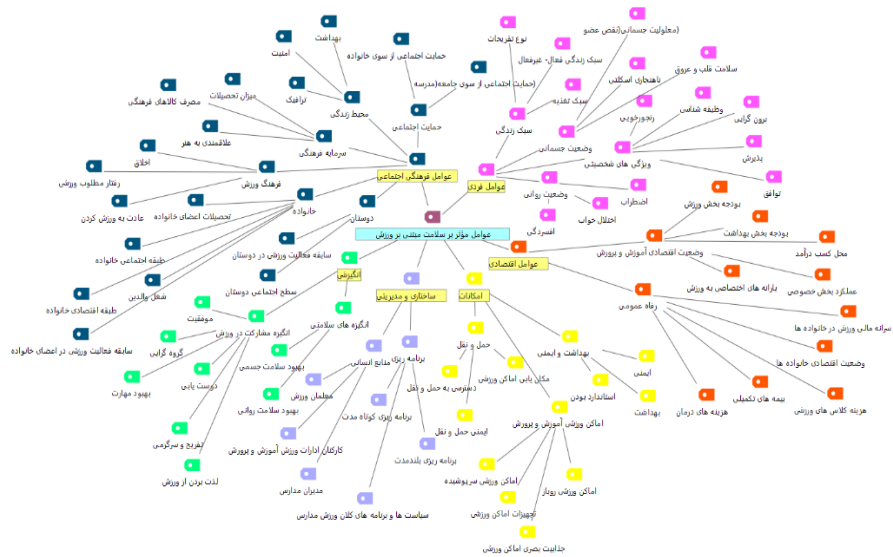 عوامل مؤثر بر سلامت مبتنی بر ورزش
عوامل فردی
سبک زندگی
نوع تفریحات
سبک زندگی فعال- غیرفعال
سبک تغذیه
وضعیت جسمانی
(معلولیت جسمانی(نقص عضو
ناهنجاری اسکلتی
سلامت قلب و عروق
ویژگی های شخصیتی
رنجورخویی
وظیفه شناسی
برون گرایی
پذیرش
توافق
وضعیت روانی
اضطراب
اختلال خواب
افسردگی
عوامل اقتصادی
وضعیت اقتصادی آموزش و پرورش
بودجه بخش ورزش
بودجه بخش بهداشت
محل کسب درآمد
عملکرد بخش خصوصی
یارانه های اختصاصی به ورزش
رفاه عمومی
سرانه مالی ورزش در خانواده ها
وضعیت اقتصادی خانواده ها
هزینه کلاس های ورزشی
بیمه های تکمیلی
هزینه های درمان
امکانات
بهداشت و ایمنی
ایمنی
بهداشت
استاندارد بودن
حمل و نقل
مکان یابی اماکن ورزشی
دسترسی به حمل و نقل
ایمنی حمل و نقل
اماکن ورزشی آموزش و پرورش
اماکن ورزشی روباز
اماکن ورزشی سرپوشیده
تجهیزات اماکن ورزشی
جذابیت بصری اماکن ورزشی
ساختاری و مدیریتی
برنامه ریزی
برنامه ریزی کوتاه مدت
برنامه ریزی بلندمدت
سیاست ها و برنامه های کلان ورزش مدارس
منابع انسانی
معلمان ورزش
کارکنان ادارات ورزش آموزش و پرورش
مدیران مدارس
انگیزشی
انگیزه های سلامتی
بهبود سلامت جسمی
بهبود سلامت روانی
انگیزه مشارکت در ورزش
موفقیت
گروه گرایی
بهبود مهارت
دوست یابی
تفریح و سرگرمی
لذت بردن از ورزش
عوامل فرهنگی اجتماعی
حمایت اجتماعی
حمایت اجتماعی از سوی خانواده
(حمایت اجتماعی از سوی جامعه(مدرسه
محیط زندگی
بهداشت
امنیت
ترافیک
سرمایه فرهنگی
میزان تحصیلات
مصرف کالاهای فرهنگی
علاقمندی به هنر
فرهنگ ورزش
اخلاق
رفتار مطلوب ورزشی
عادت به ورزش کردن
خانواده
تحصیلات اعضای خانواده
طبقه اجتماعی خانواده
شغل والدین
طبقه اقتصادی خانواده
سابقه فعالیت ورزشی در اعضای خانواده
دوستان
سابقه فعالیت ورزشی در دوستان
سطح اجتماعی دوستان